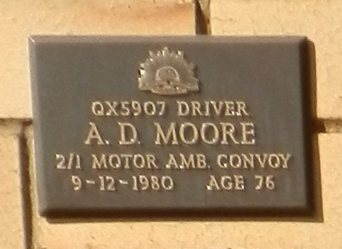 QX5907 DRIVER
A. D. MOORE
2/1 MOTOR AMB. CONVOY
9-12-1980 AGE 76